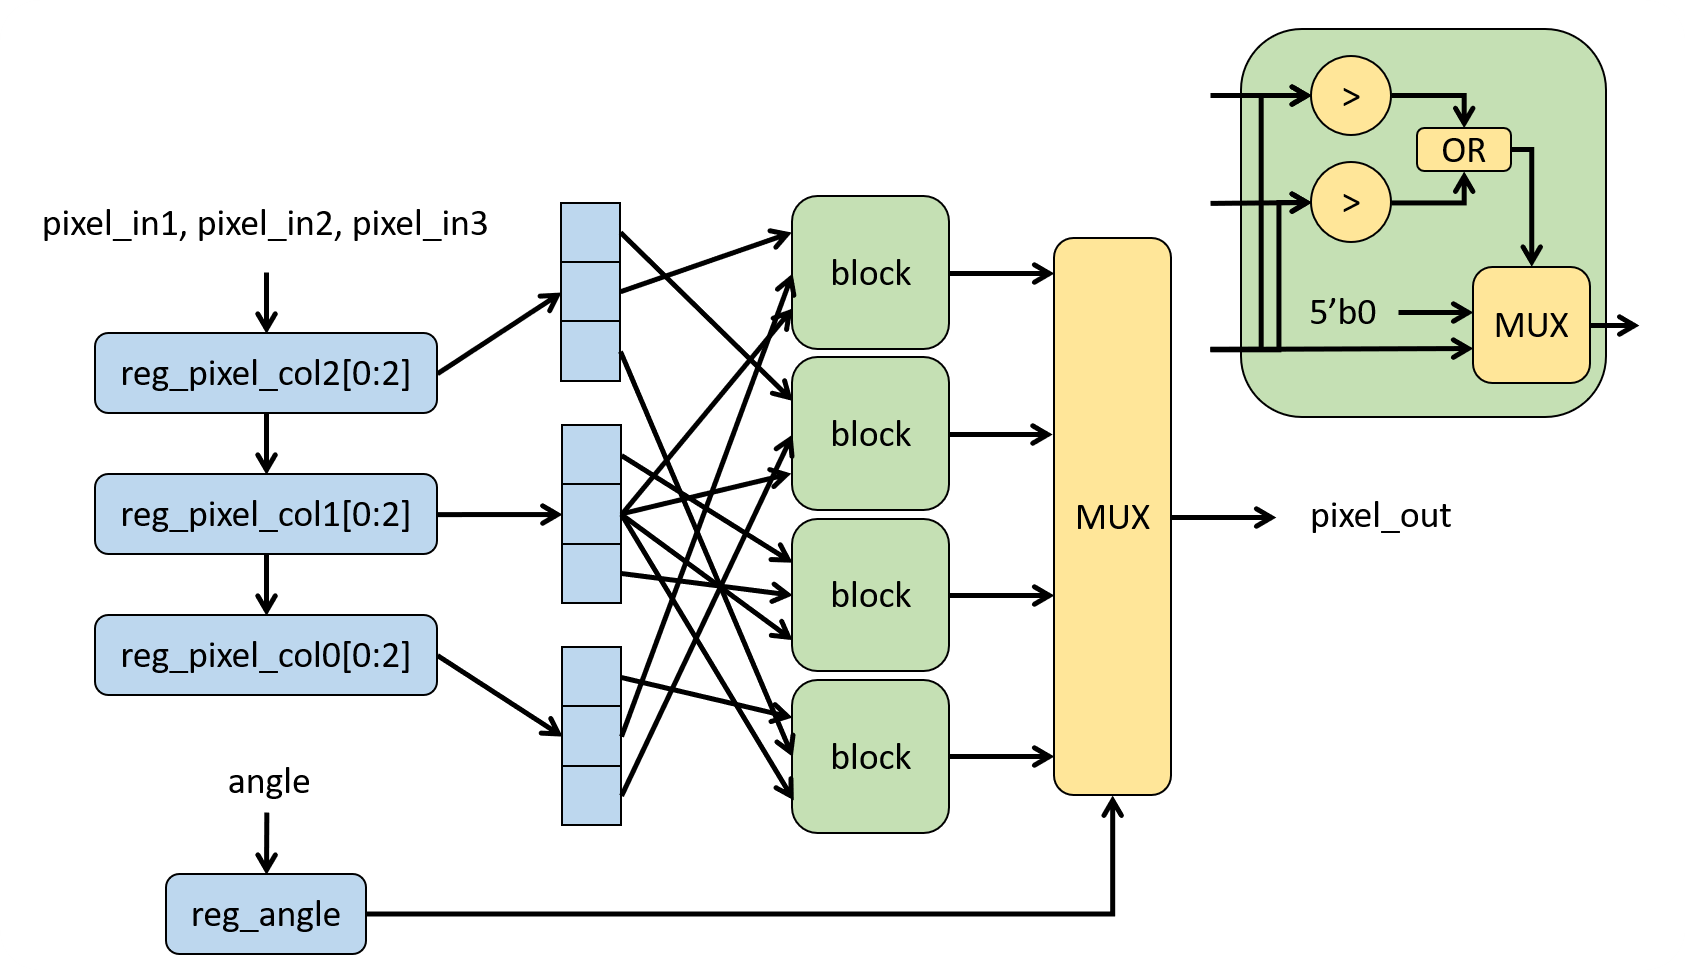 pixel_in1, pixel_in2, pixel_in3
reg_pixel_col2[0:2]
reg_pixel_col1[0:2]
reg_pixel_col0[0:2]
angle
reg_angle
block
block
block
block
MUX
pixel_out
>
>
OR
5’b0
MUX